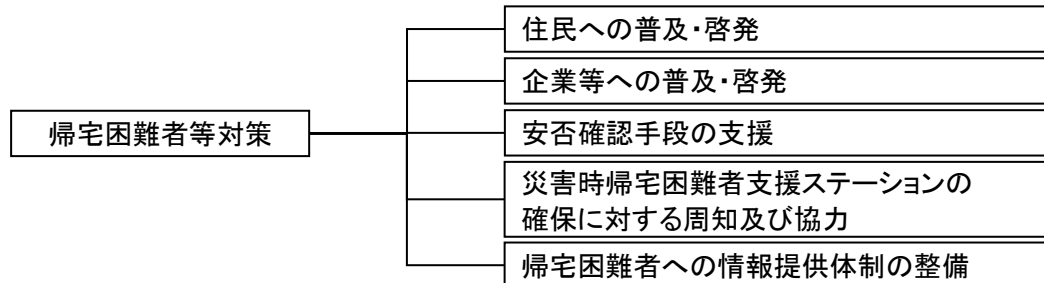 住民への普及・啓発
企業等への普及・啓発
帰宅困難者等対策
安否確認手段の支援
災害時帰宅困難者支援ステーションの
確保に対する周知及び協力
帰宅困難者への情報提供体制の整備